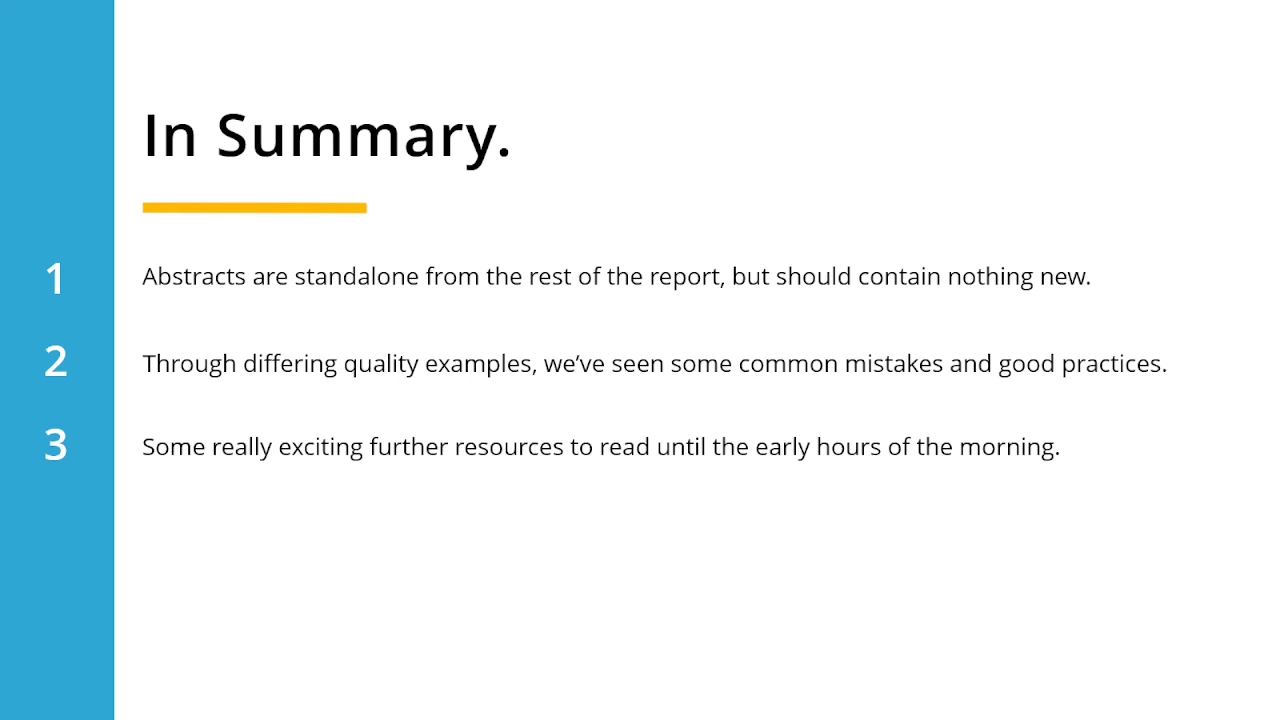 In Summary.
1 Abstracts are standalone from the rest of the report, but should contain nothing new.
2 Through differing quality examples, we’ve seen some common mistakes and good practices.
3 Some really exciting further resources to read until the early hours of the morning.